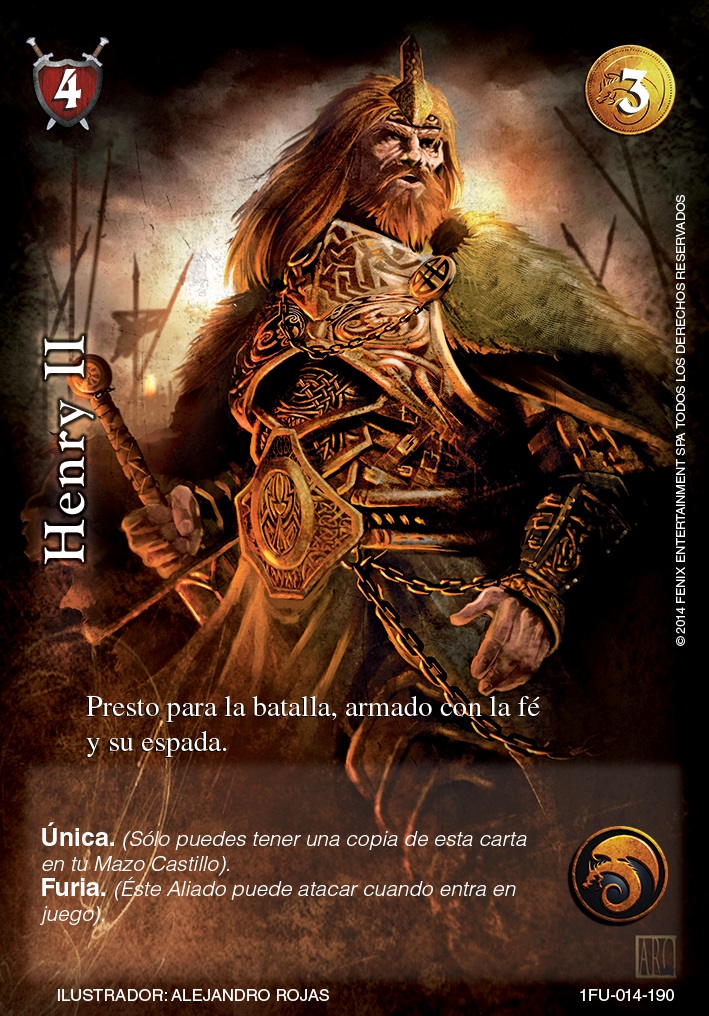 4
3
Henry II
© 2014 FENIX ENTERTAINMENT SPA TODOS LOS DERECHOS RESERVADOS
Presto para la batalla, armado con la fé
y su espada.
Única. (Sólo puedes tener una copia de esta carta
en tu Mazo Castillo).
Furia. (Éste Aliado puede atacar cuando entra en
juego).
ILUSTRADOR: ALEJANDRO ROJAS
1FU-014-190